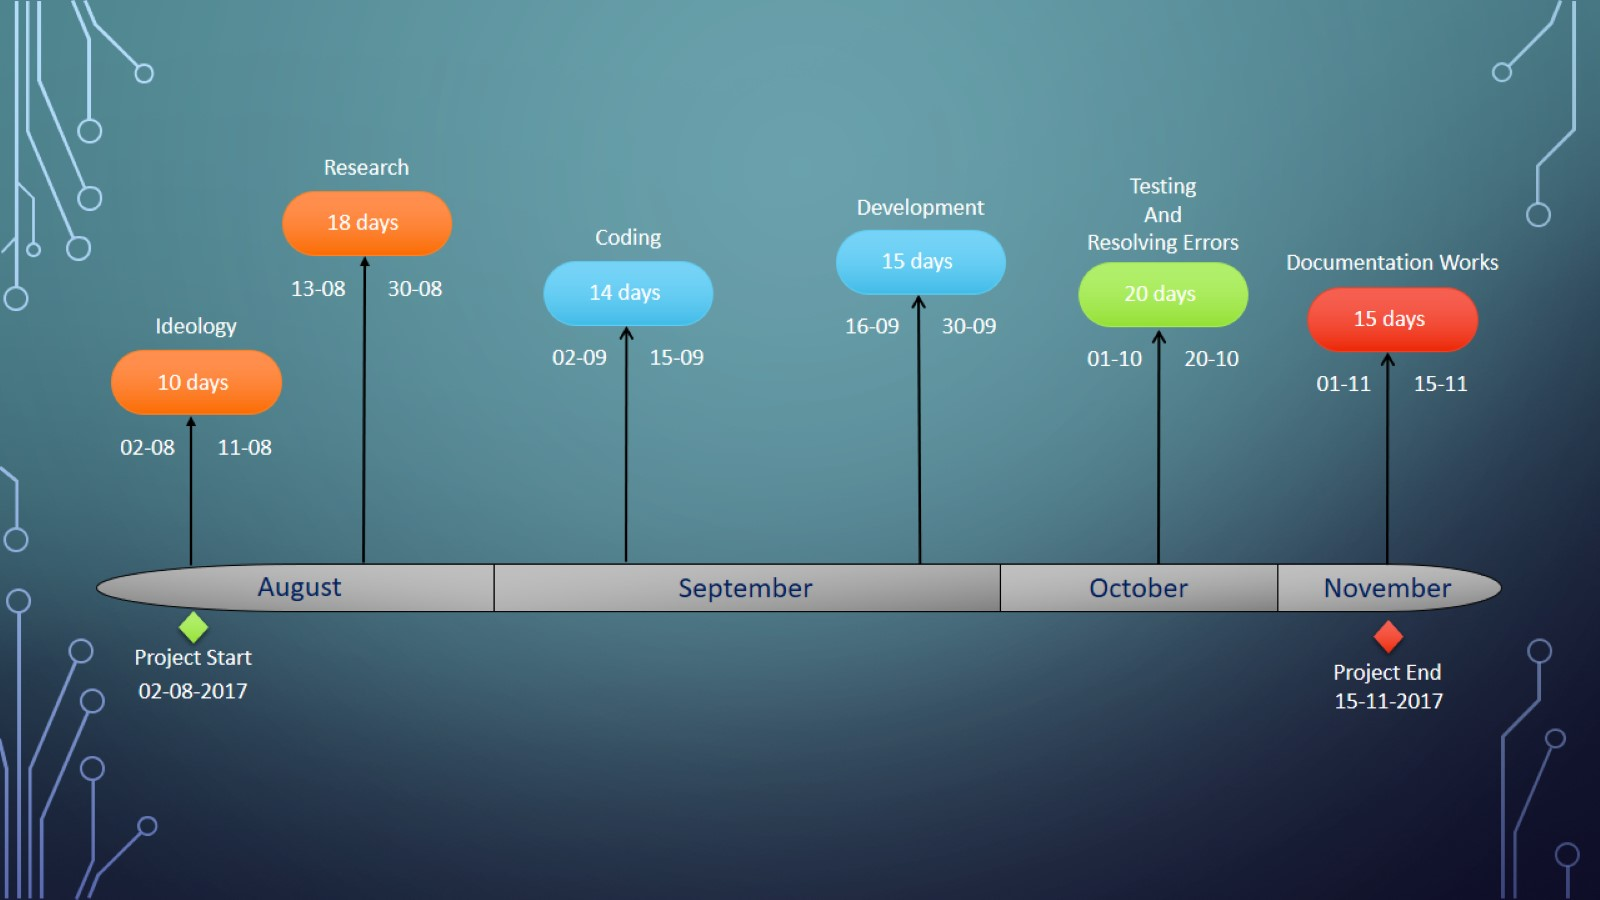 Research
18 days
13-08 30-08
Ideology
10 days
02-08 11-08
Coding
14 days
02-09 15-09
Development
15 days
16-09 30-09
Testing
And
Resolving Errors
20 days
01-10 20-10
Documentation Works
15 days
01-11 15-11
August September October November
Project Start
02-08-2017
Project End
15-11-2017